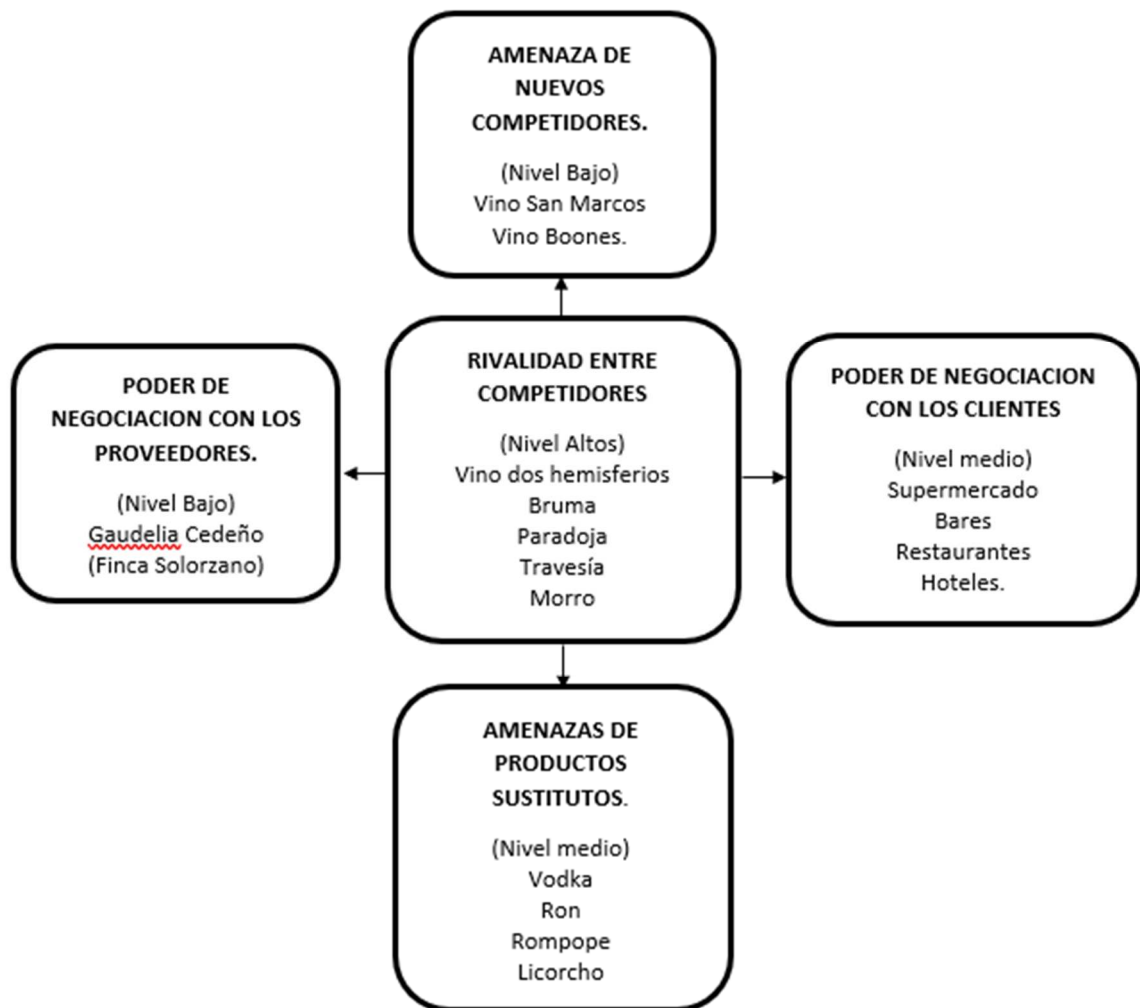 AMENAZA DE
NUEVOS
COMPETIDORES.
(Nivel Bajo)
Vino San Marcos
Vino Boones.
PODER DE
NEGOCIACION CON LOS
PROVEEDORES.
(Nivel Bajo)
Gaudelia Cedeño
(Finca Solorzano)
RIVALIDAD ENTRE
COMPETIDORES
(Nivel Altos)
Vino dos hemisferios
Bruma
Paradoja
Travesía
Morro
PODER DE NEGOCIACION
CON LOS CLIENTES
(Nivel medio)
Supermercado
Bares
Restaurantes
Hoteles.
AMENAZAS DE
PRODUCTOS
SUSTITUTOS.
(Nivel medio)
Vodka
Ron
Rompope
Licorcho